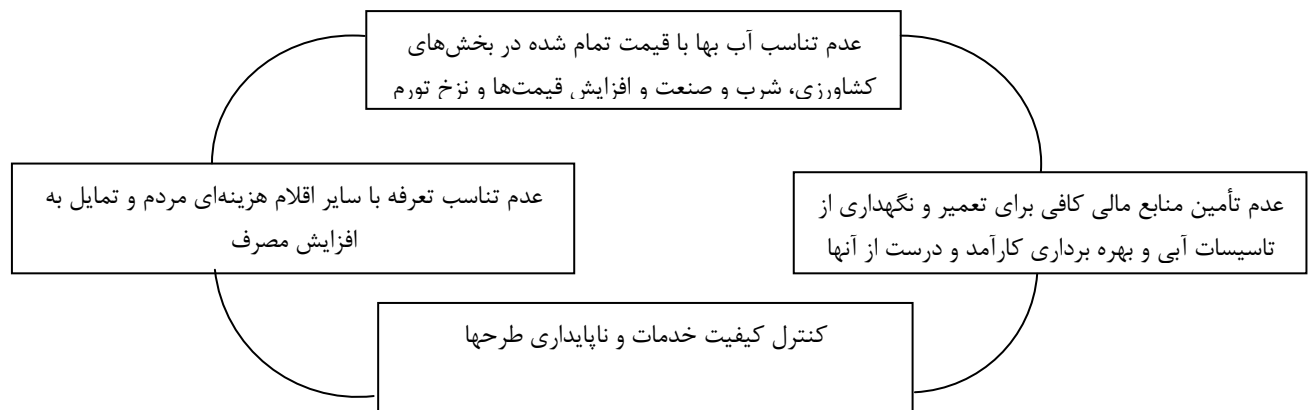 عدم تناسب آب بها با قیمت تمام شده در بخش‌های
کشاورزی، شرب و صنعت و افزایش قیمت‌ها و نزخ تورم
عدم تأمین منابع مالی کافی برای تعمیر و نگهداری از
تاسیسات آبی و بهره برداری کارآمد و درست از آنها
عدم تناسب تعرفه با سایر اقلام هزینه‌ای مردم و تمایل به
افزایش مصرف
کنترل کیفیت خدمات و ناپایداری طرحها